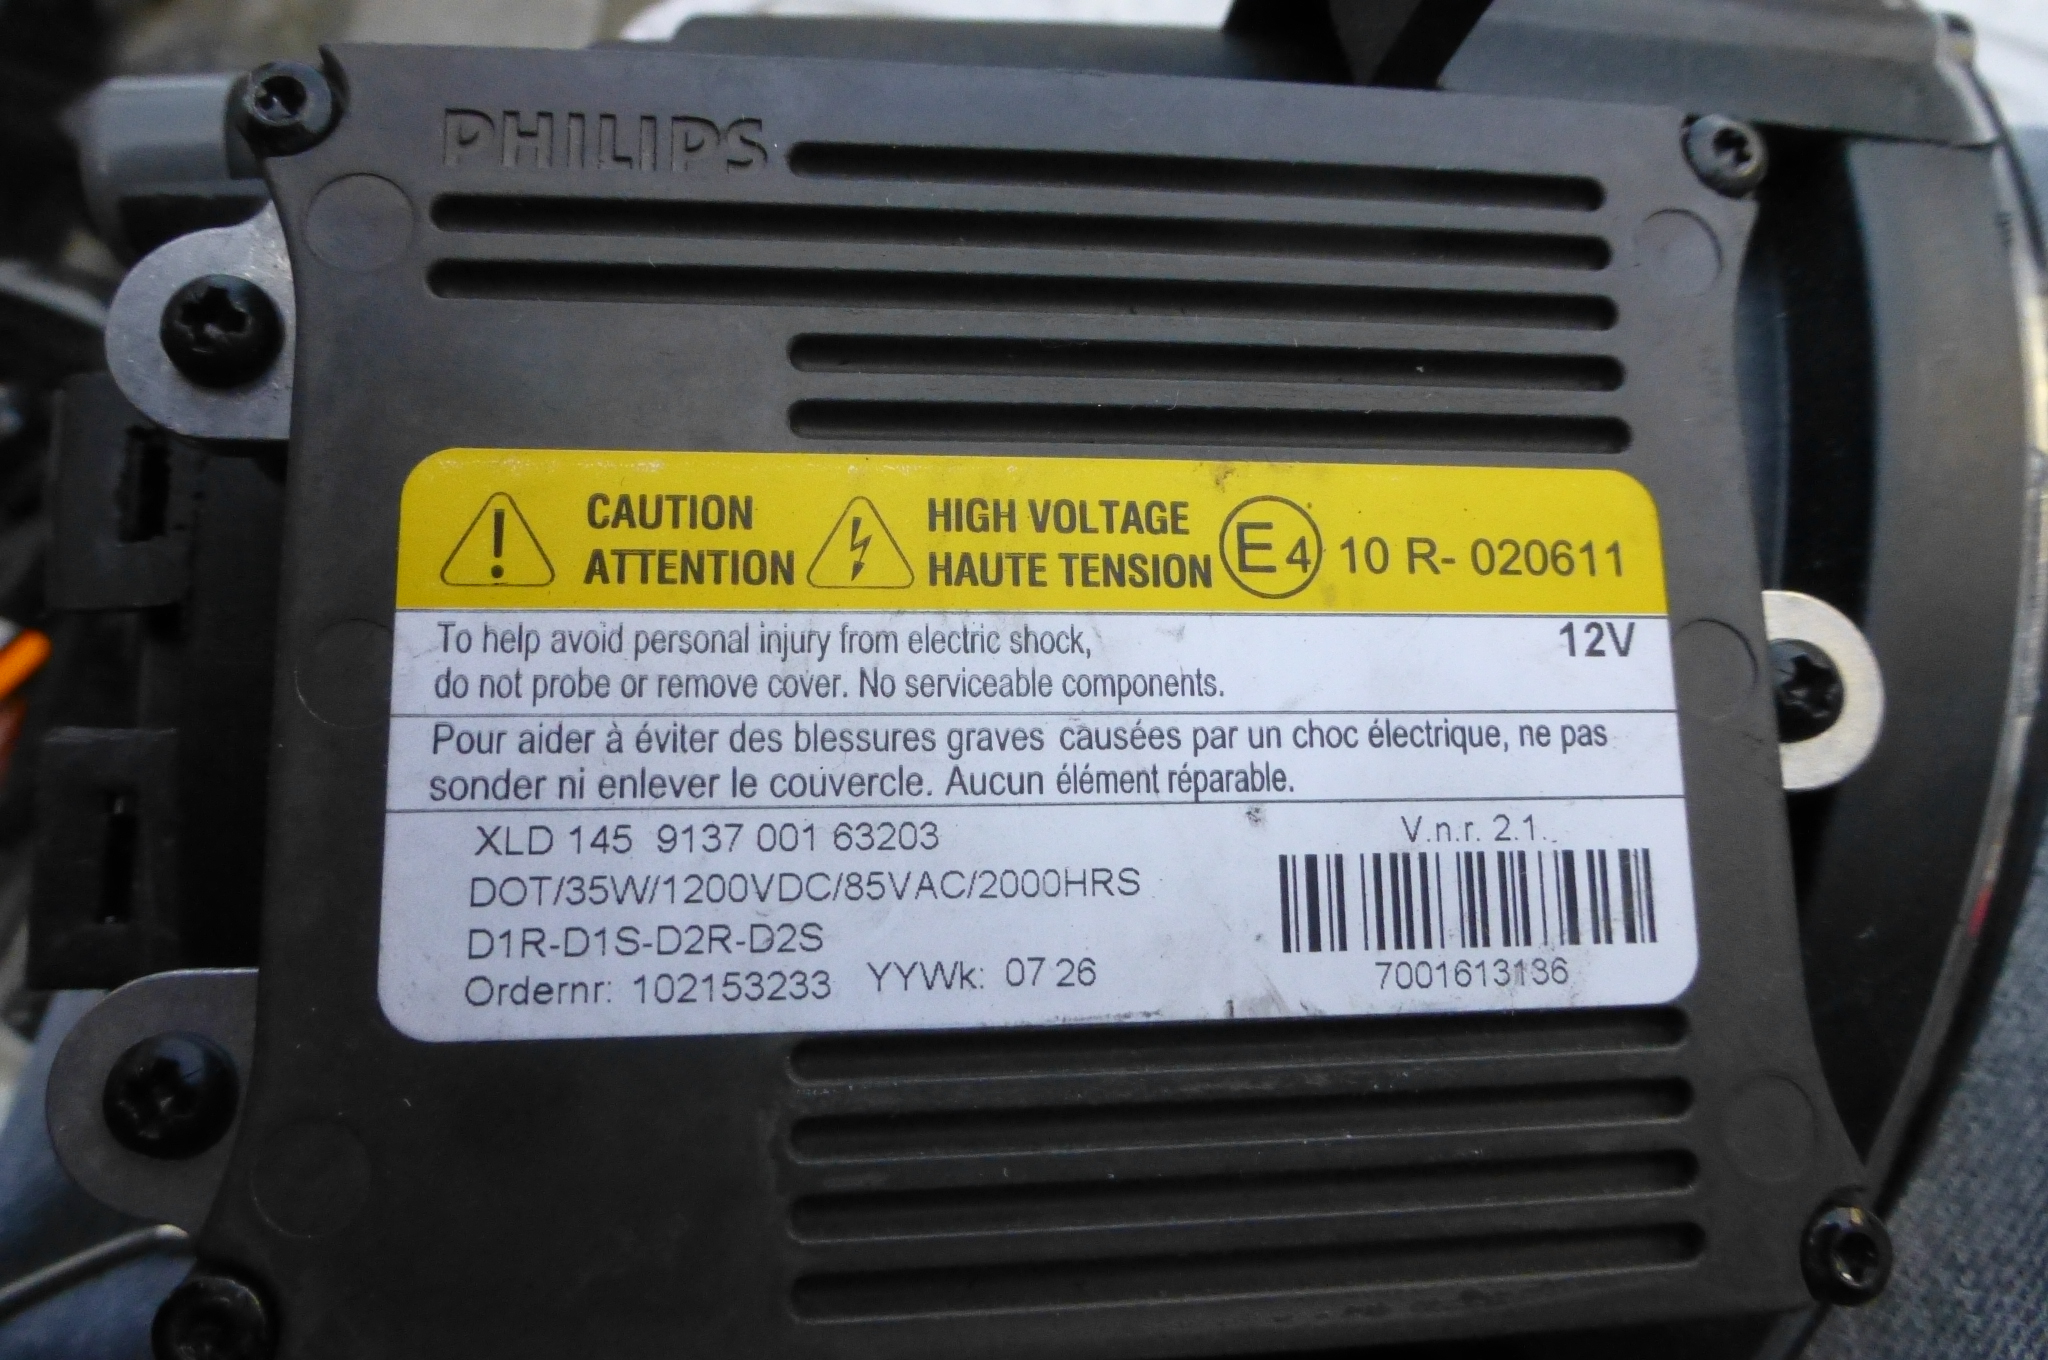 PHILIPS
CAUTION
ATTENTION
HIGH VOLTAGE
HAUTE TENSION
E4 10 R- 020611
To help avoid personal injury from electric shock,
do not probe or remove cover. No serviceable components.
12V
Pour aider à éviter des blessures graves causées par un choc électrique, ne pas
sonder ni enlever le couvercle. Aucun élément réparable.
XLD 145 9137 001 63203
DOT/35W/1200VDC/85VAC/2000HRS
D1R-D1S-D2R-D2S
Ordernr: 102153233 YYWk: 07 26
V.n.r. 2.1.
7001613136